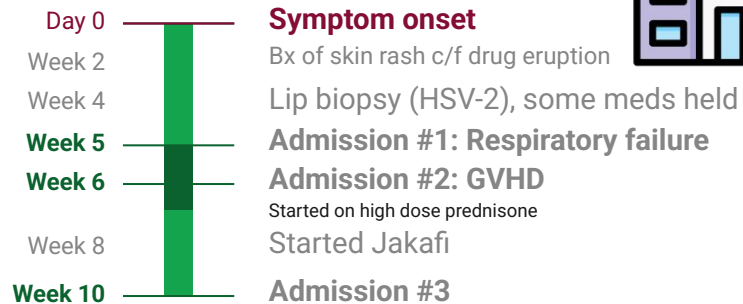 Day 0 Symptom onset
Week 2 Bx of skin rash c/f drug eruption
Week 4 Lip biopsy (HSV-2), some meds held
Week 5 Admission #1: Respiratory failure
Week 6 Admission #2: GVHD
Started on high dose prednisone
Week 8 Started Jakafi
Week 10 Admission #3